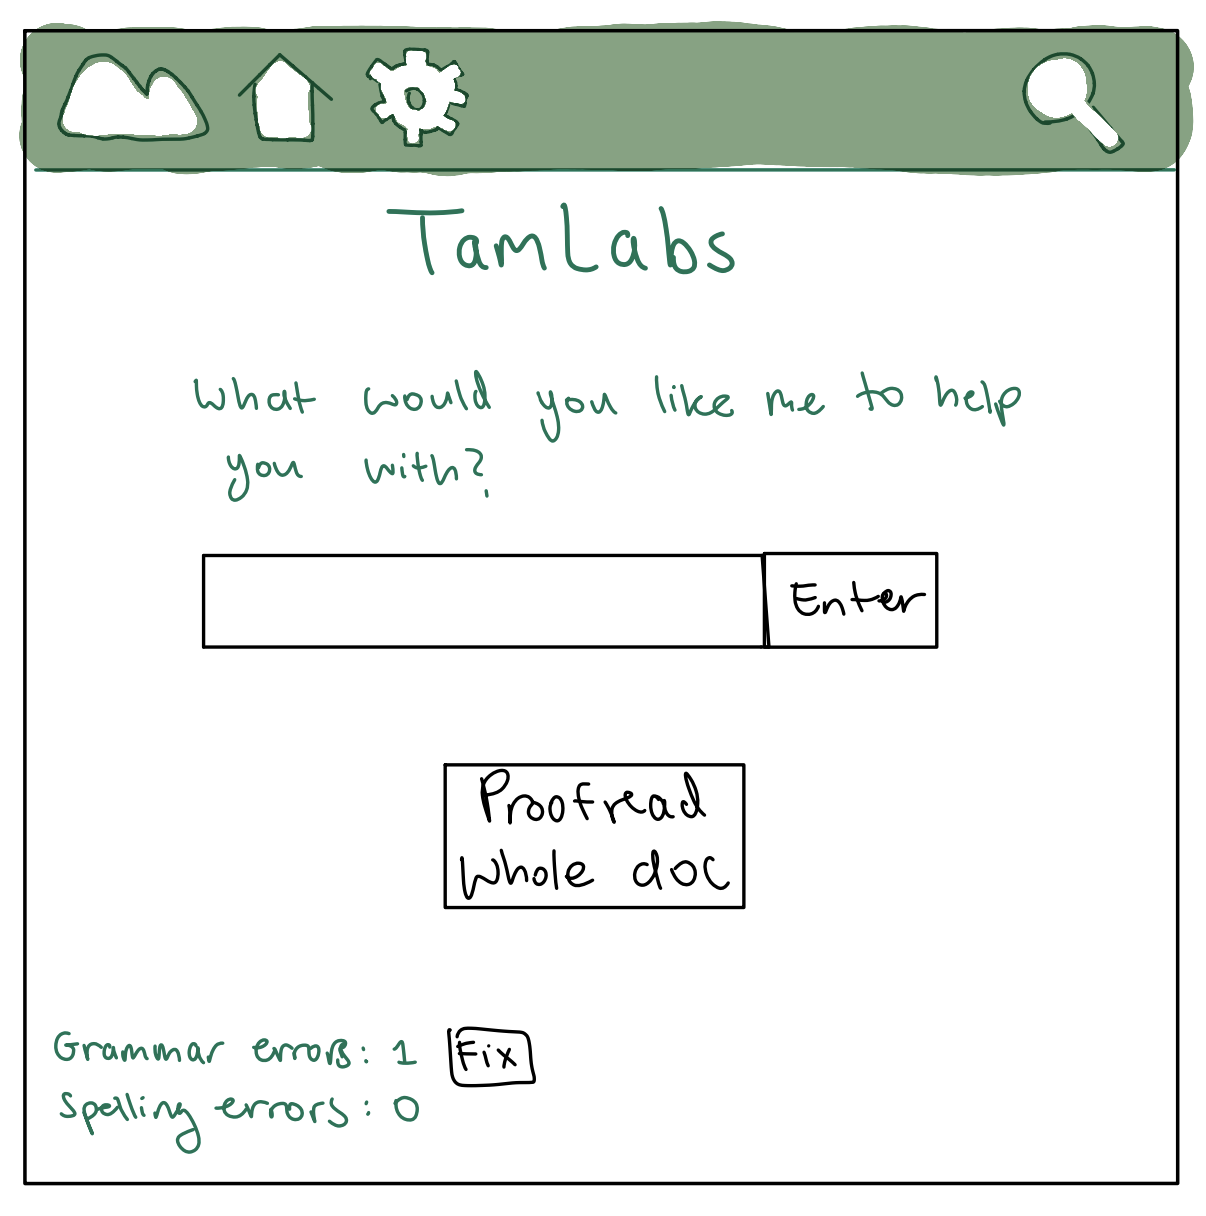 TamLabs
What would you like me to help
you with?
Enter
Proofread
Whole doc
Grammar errors: 1 Fix
Spelling errors: 0